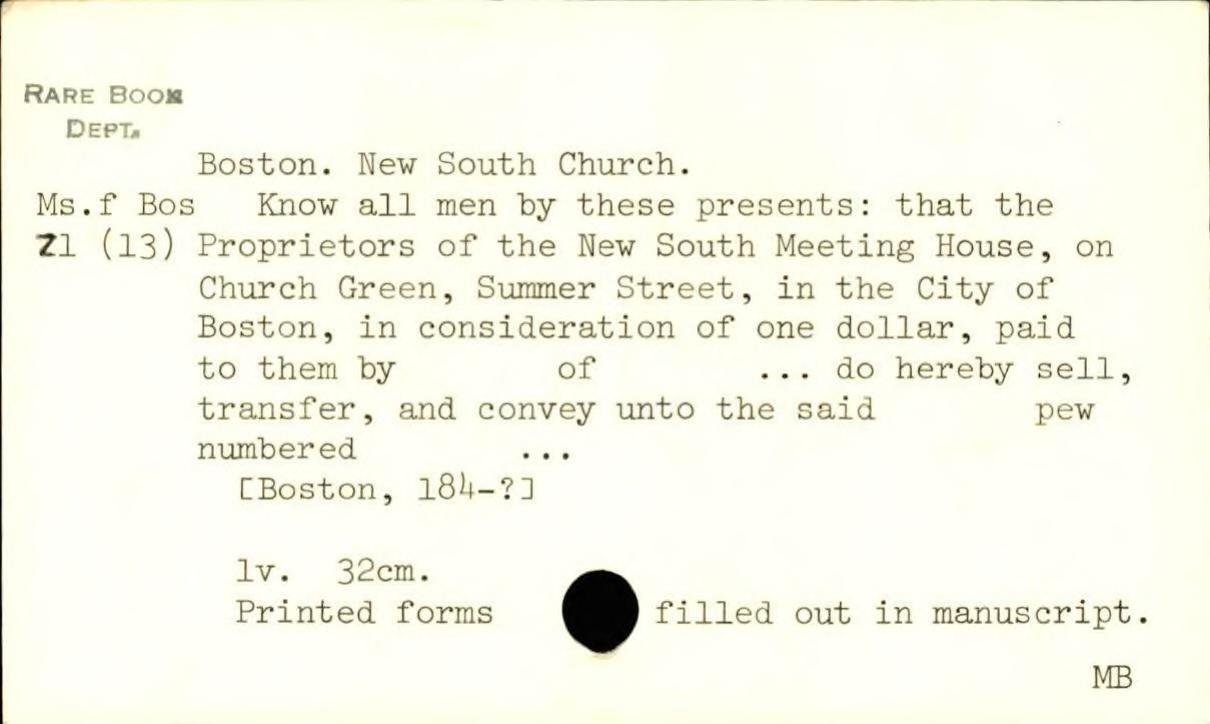 RARE BOOK
DEPT.
Boston. New South Church.
Ms.f Bos Know all men by these presents: that the
Z1 (13) Proprietors of the New South Meeting House, on
Church Green, Summer Street, in the City of
Boston, in consideration of one dollar, paid
to them by of ... do hereby sell,
transfer, and convey unto the said pew
numbered ...
[Boston, 184-?]
1v. 32cm.
Printed forms filled out in manuscript.
MB